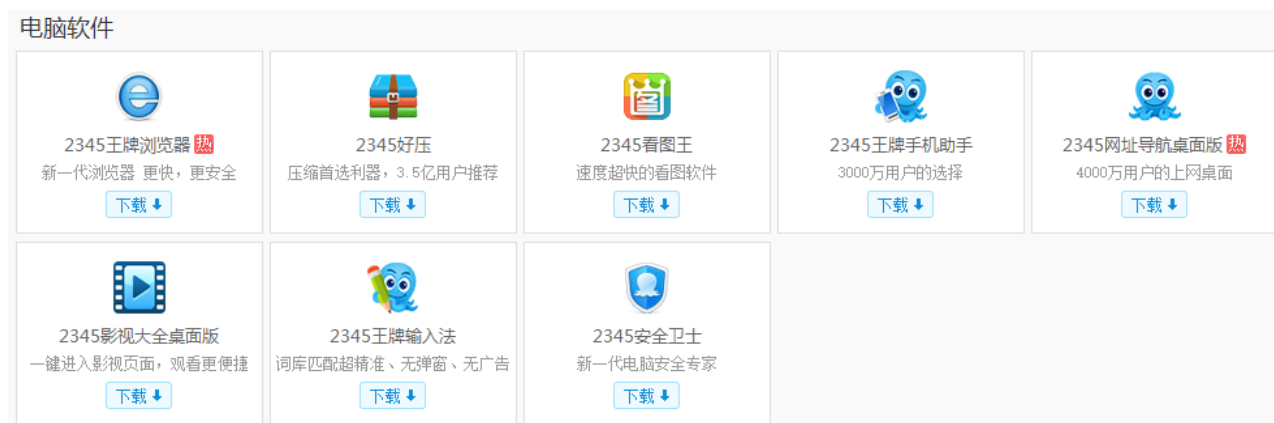 电脑软件
2345王牌浏览器 热
新一代浏览器 更快，更安全
下载
2345好压
压缩首选利器，3.5亿用户推荐
下载
2345看图王
速度超快的看图软件
下载
2345王牌手机助手
3000万用户的选择
下载
2345网址导航桌面版 热
4000万用户的上网桌面
下载
2345影视大全桌面版
一键进入影视页面，观看更便捷
下载
2345王牌输入法
词库匹配超精准、无弹窗、无广告
下载
2345安全卫士
新一代电脑安全专家
下载